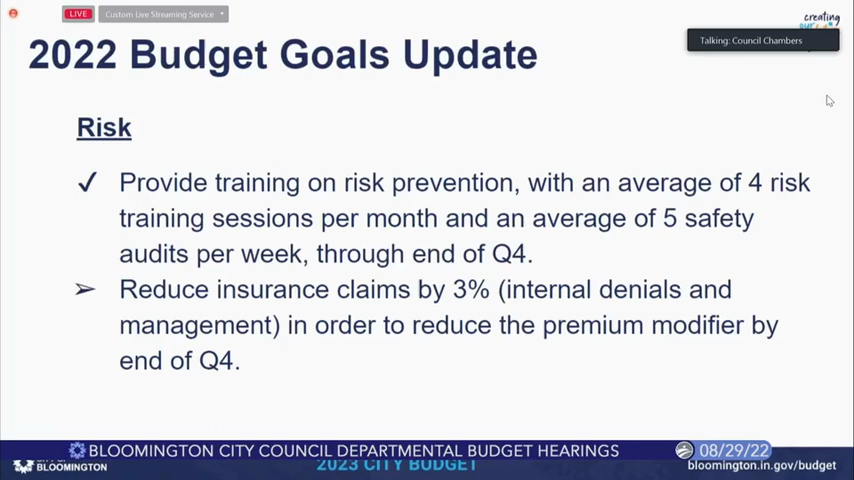 LIVE
Custom Live Streaming Service
creating
Talking: Council Chambers
2022 Budget Goals Update
Risk
✓ Provide training on risk prevention, with an average of 4 risk
training sessions per month and an average of 5 safety
audits per week, through end of Q4.
➢ Reduce insurance claims by 3% (internal denials and
management) in order to reduce the premium modifier by
end of Q4.
BLOOMINGTON CITY COUNCIL DEPARTMENTAL BUDGET HEARINGS
08/29/22
BLOOMINGTON
2023 CITY BUDGET
bloomington.in.gov/budget